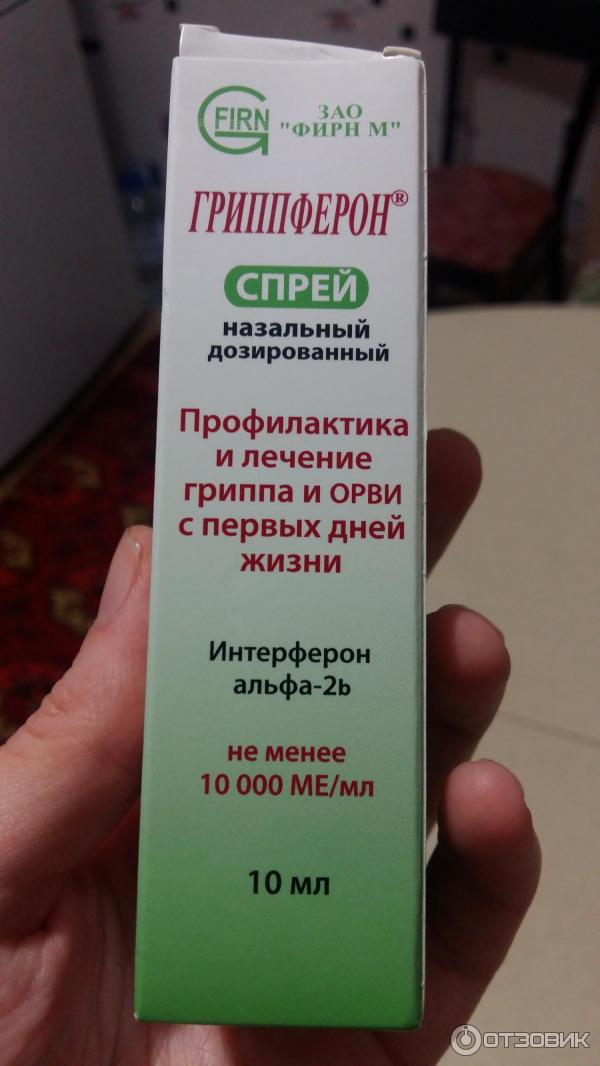 FIRN
ЗАО
"ФИРН М"
ГРИППФЕРОН®
СПРЕЙ
назальный
дозированный
Профилактика
и лечение
гриппа и ОРВИ
с первых дней
жизни
Интерферон
альфа-2b
не менее
10 000 МЕ/мл
10 мл
ОТЗОВИК